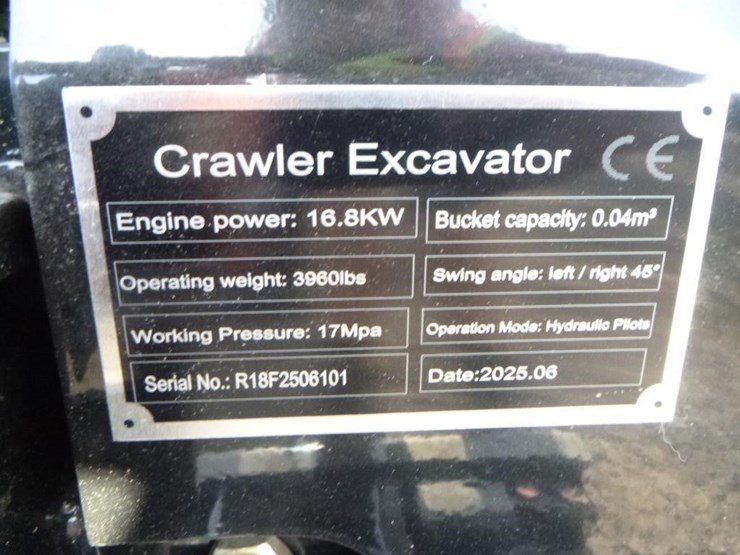 Crawler Excavator CE
Engine power: 16.8KW
Bucket capacity: 0.04m³
Operating weight: 3960lbs
Swing angle: left / right 45°
Working Pressure: 17Mpa
Operation Mode: Hydraulic Pilots
Serial No.: R18F2506101
Date:2025.06